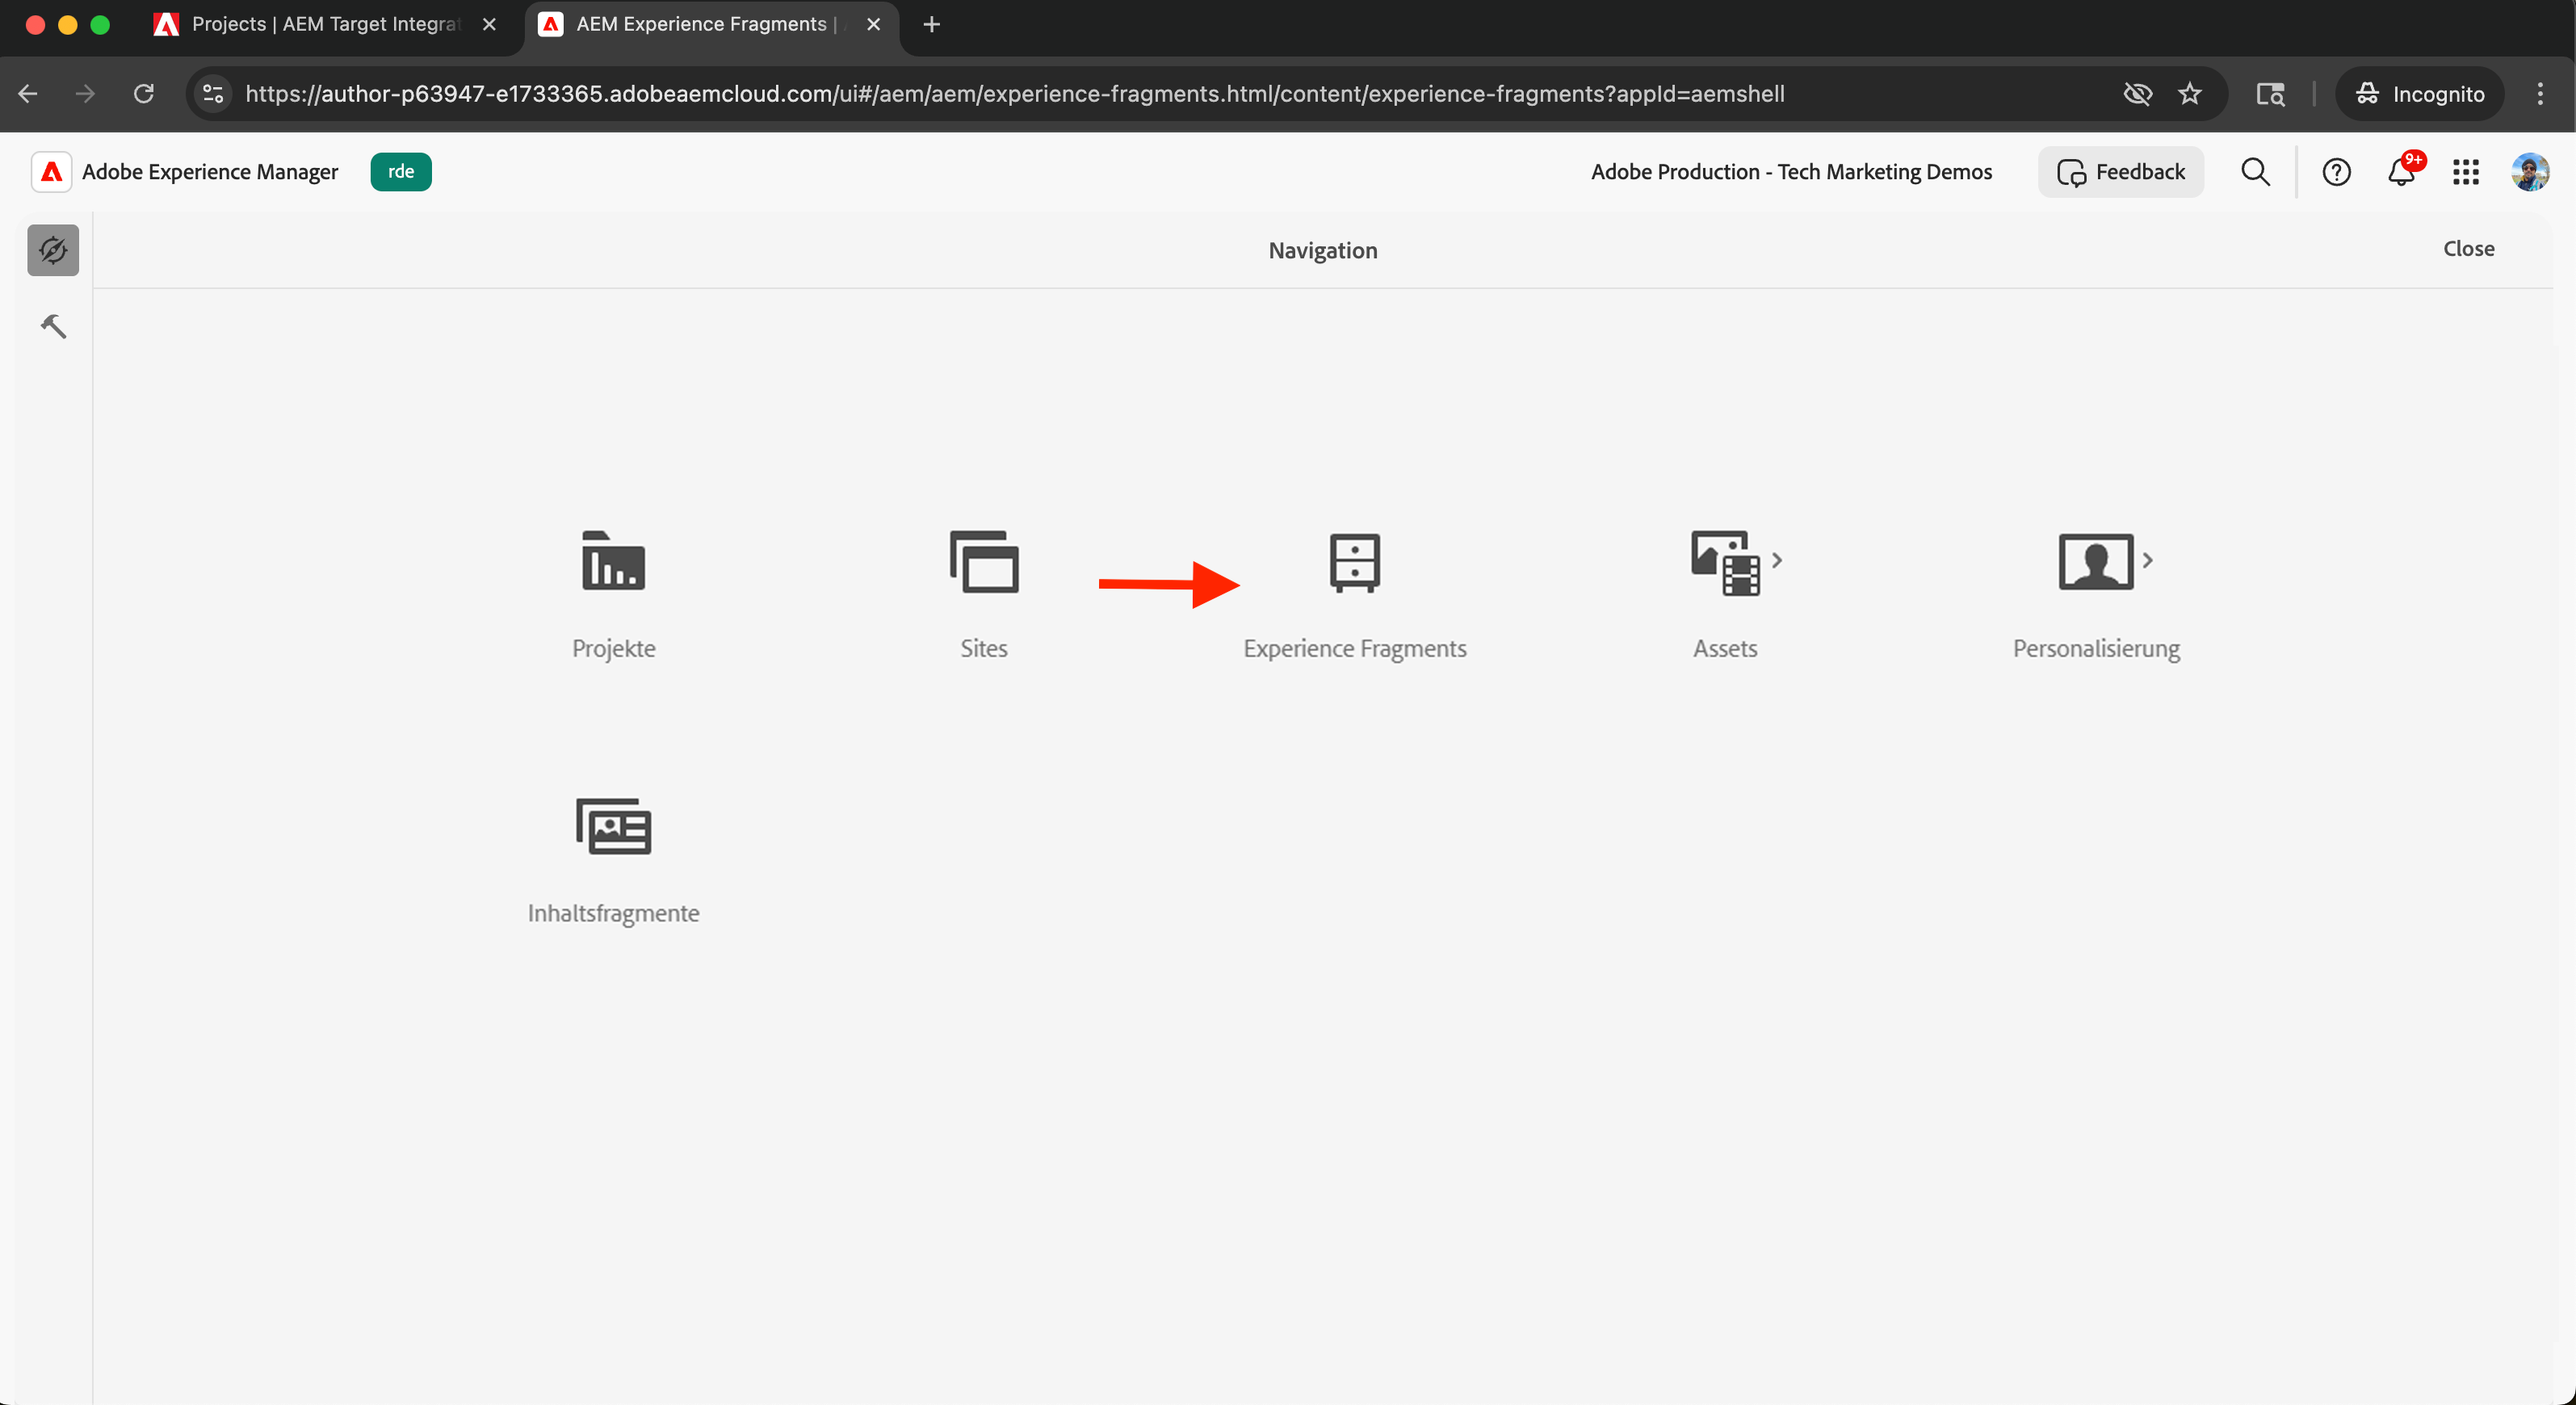 Projects | AEM Target Integrat
AEM Experience Fragments |
https://author-p63947-e1733365.adobeaemcloud.com/ui#/aem/aem/experience-fragments.html/content/experience-fragments?appId=aemshell
Incognito
Adobe Experience Manager
rde
Adobe Production - Tech Marketing Demos
Feedback
9+
Navigation
Close
Projekte
Sites
Experience Fragments
Assets
Personalisierung
Inhaltsfragmente